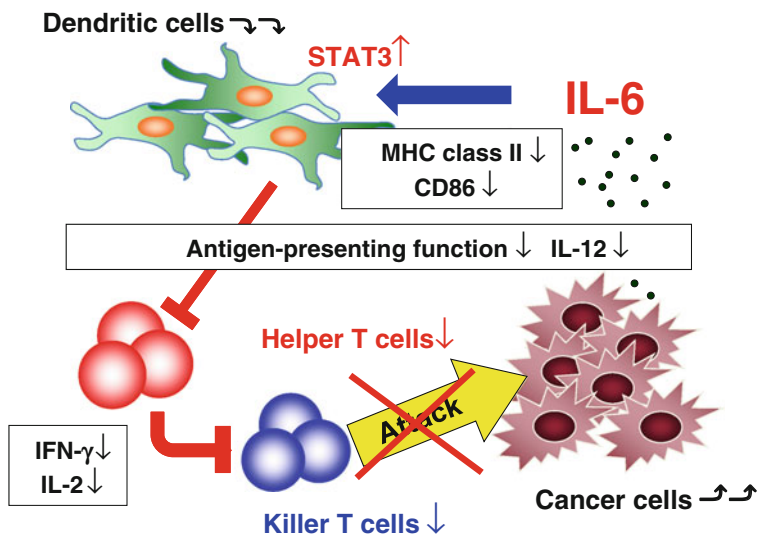 Dendritic cells
STAT3↑
IL-6
MHC class II ↓
CD86 ↓
Antigen-presenting function ↓ IL-12 ↓
Helper T cells↓
Attack
IFN-γ↓
IL-2 ↓
Killer T cells ↓
Cancer cells